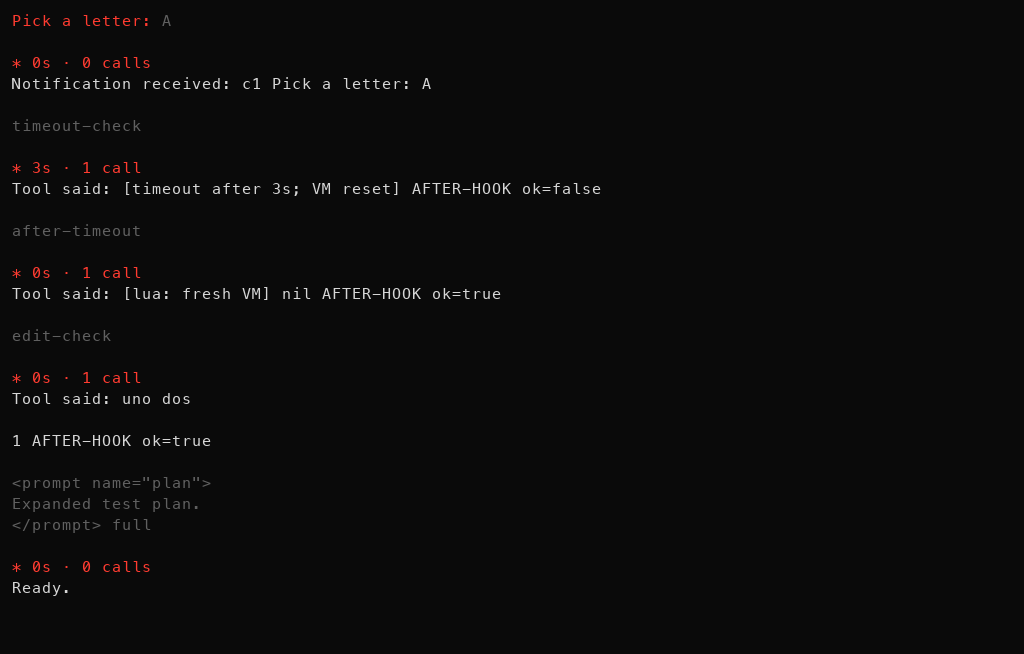 Pick a letter: A
* 0s · 0 calls
Notification received: c1 Pick a letter: A
timeout-check
* 3s · 1 call
Tool said: [timeout after 3s; VM reset] AFTER-HOOK ok=false
after-timeout
* 0s · 1 call
Tool said: [lua: fresh VM] nil AFTER-HOOK ok=true
edit-check
* 0s · 1 call
Tool said: uno dos
1 AFTER-HOOK ok=true
<prompt name="plan">
Expanded test plan.
</prompt> full
* 0s · 0 calls
Ready.